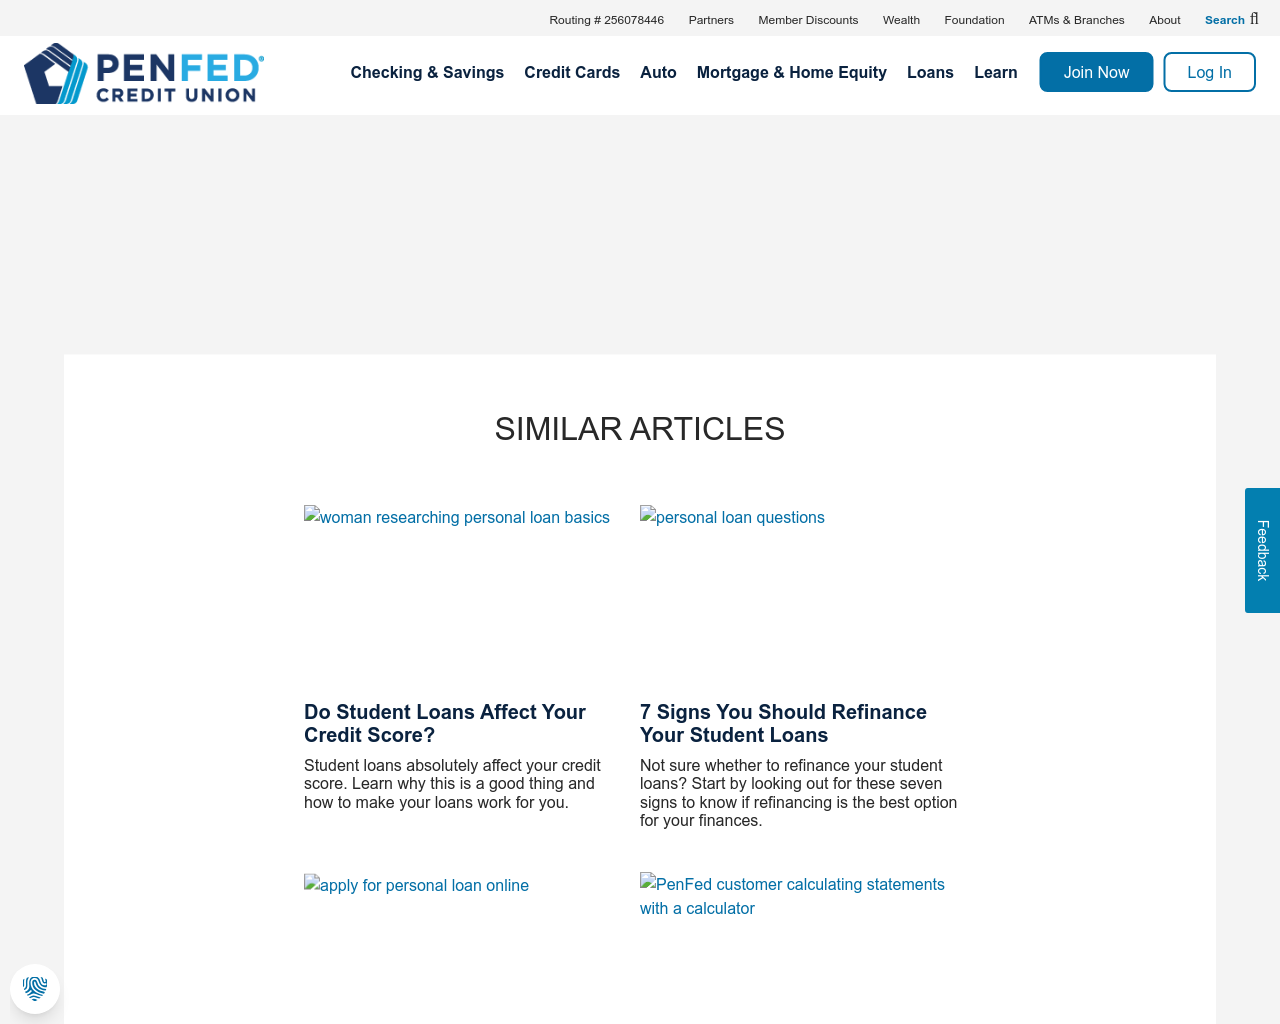 Routing # 256078446 Partners Member Discounts Wealth Foundation ATMs & Branches About Search
PENFED®
CREDIT UNION
Checking & Savings Credit Cards Auto Mortgage & Home Equity Loans Learn Join Now Log In
SIMILAR ARTICLES
woman researching personal loan basics
personal loan questions
Feedback
Do Student Loans Affect Your
Credit Score?
Student loans absolutely affect your credit
score. Learn why this is a good thing and
how to make your loans work for you.
7 Signs You Should Refinance
Your Student Loans
Not sure whether to refinance your student
loans? Start by looking out for these seven
signs to know if refinancing is the best option
for your finances.
apply for personal loan online
PenFed customer calculating statements
with a calculator